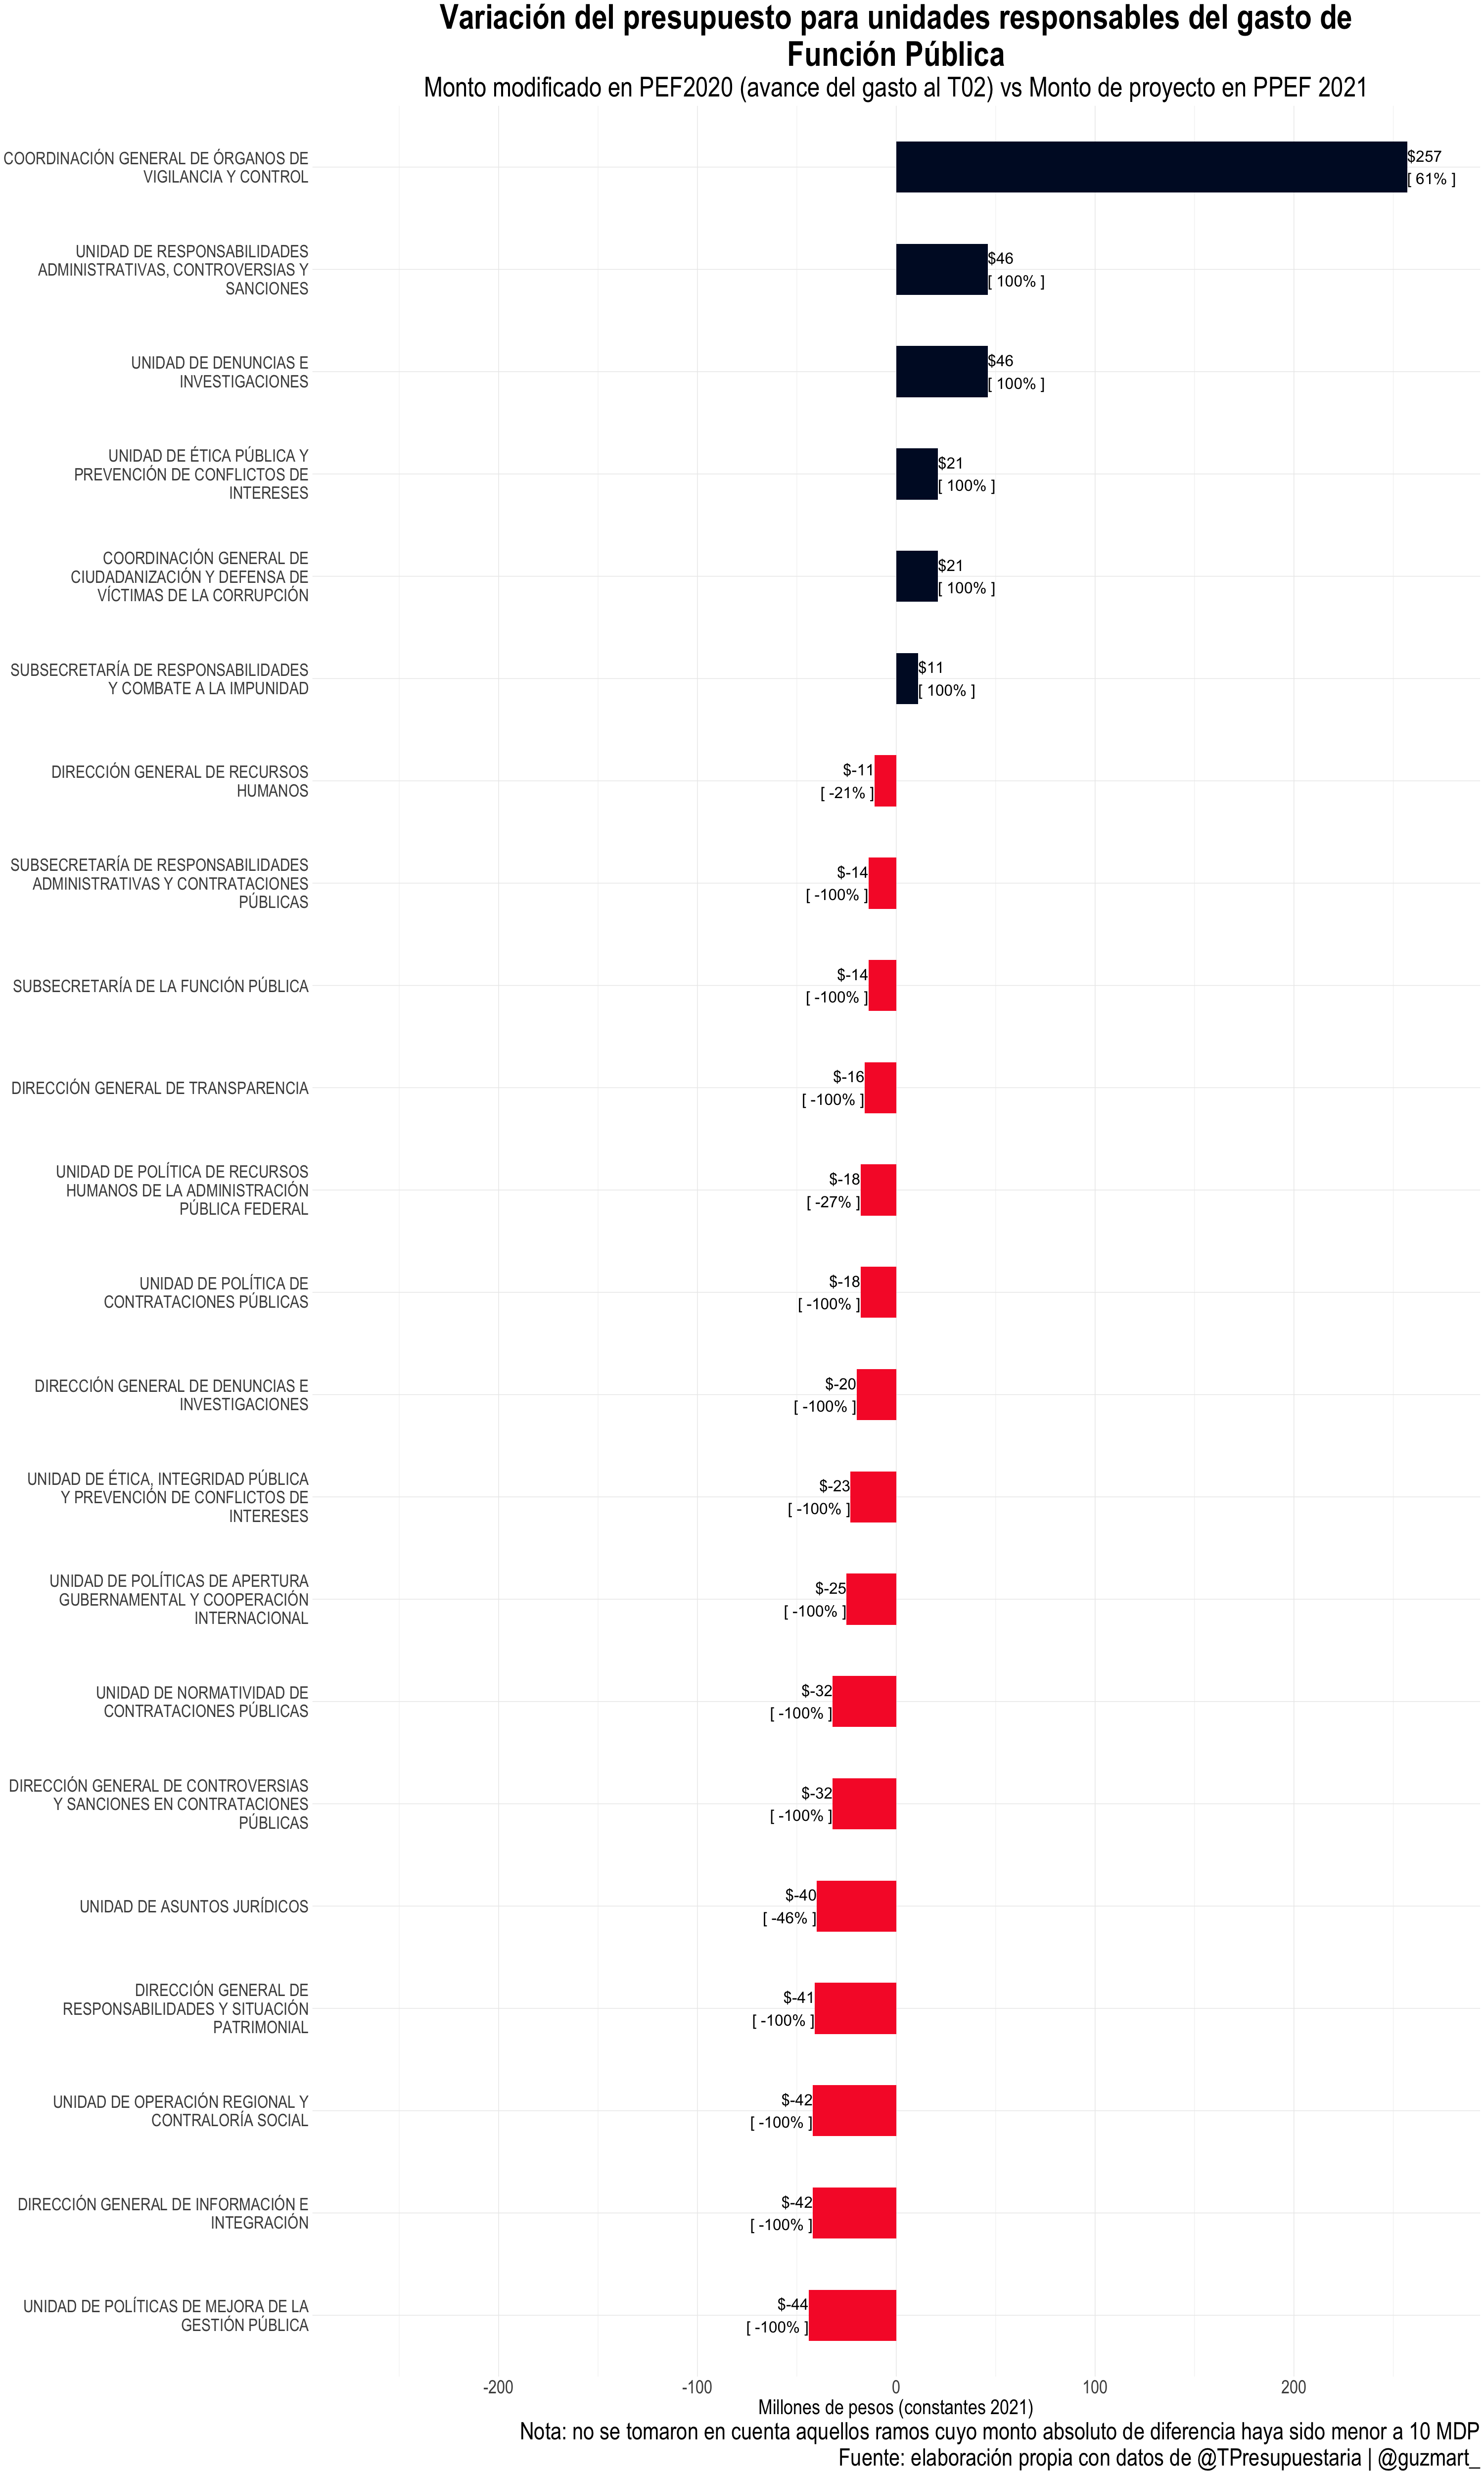 Variación del presupuesto para unidades responsables del gasto de
Función Pública
Monto modificado en PEF2020 (avance del gasto al T02) vs Monto de proyecto en PPEF 2021
COORDINACIÓN GENERAL DE ÓRGANOS DE
VIGILANCIA Y CONTROL
$257
[ 61% ]
UNIDAD DE RESPONSABILIDADES
ADMINISTRATIVAS, CONTROVERSIAS Y
SANCIONES
$46
[ 100% ]
UNIDAD DE DENUNCIAS E
INVESTIGACIONES
$46
[ 100% ]
UNIDAD DE ÉTICA PÚBLICA Y
PREVENCIÓN DE CONFLICTOS DE
INTERESES
$21
[ 100% ]
COORDINACIÓN GENERAL DE
CIUDADANIZACIÓN Y DEFENSA DE
VÍCTIMAS DE LA CORRUPCIÓN
$21
[ 100% ]
SUBSECRETARÍA DE RESPONSABILIDADES
Y COMBATE A LA IMPUNIDAD
$11
[ 100% ]
DIRECCIÓN GENERAL DE RECURSOS
HUMANOS
$-11
[ -21% ]
SUBSECRETARÍA DE RESPONSABILIDADES
ADMINISTRATIVAS Y CONTRATACIONES
PÚBLICAS
$-14
[ -100% ]
SUBSECRETARÍA DE LA FUNCIÓN PÚBLICA
$-14
[ -100% ]
DIRECCIÓN GENERAL DE TRANSPARENCIA
$-16
[ -100% ]
UNIDAD DE POLÍTICA DE RECURSOS
HUMANOS DE LA ADMINISTRACIÓN
PÚBLICA FEDERAL
$-18
[ -27% ]
UNIDAD DE POLÍTICA DE
CONTRATACIONES PÚBLICAS
$-18
[ -100% ]
DIRECCIÓN GENERAL DE DENUNCIAS E
INVESTIGACIONES
$-20
[ -100% ]
UNIDAD DE ÉTICA, INTEGRIDAD PÚBLICA
Y PREVENCIÓN DE CONFLICTOS DE
INTERESES
$-23
[ -100% ]
UNIDAD DE POLÍTICAS DE APERTURA
GUBERNAMENTAL Y COOPERACIÓN
INTERNACIONAL
$-25
[ -100% ]
UNIDAD DE NORMATIVIDAD DE
CONTRATACIONES PÚBLICAS
$-32
[ -100% ]
DIRECCIÓN GENERAL DE CONTROVERSIAS
Y SANCIONES EN CONTRATACIONES
PÚBLICAS
$-32
[ -100% ]
UNIDAD DE ASUNTOS JURÍDICOS
$-40
[ -46% ]
DIRECCIÓN GENERAL DE
RESPONSABILIDADES Y SITUACIÓN
PATRIMONIAL
$-41
[ -100% ]
UNIDAD DE OPERACIÓN REGIONAL Y
CONTRALORÍA SOCIAL
$-42
[ -100% ]
DIRECCIÓN GENERAL DE INFORMACIÓN E
INTEGRACIÓN
$-42
[ -100% ]
UNIDAD DE POLÍTICAS DE MEJORA DE LA
GESTIÓN PÚBLICA
$-44
[ -100% ]
-200 -100 0 100 200
Millones de pesos (constantes 2021)
Nota: no se tomaron en cuenta aquellos ramos cuyo monto absoluto de diferencia haya sido menor a 10 MDP
Fuente: elaboración propia con datos de @TPresupuestaria | @guzmart_